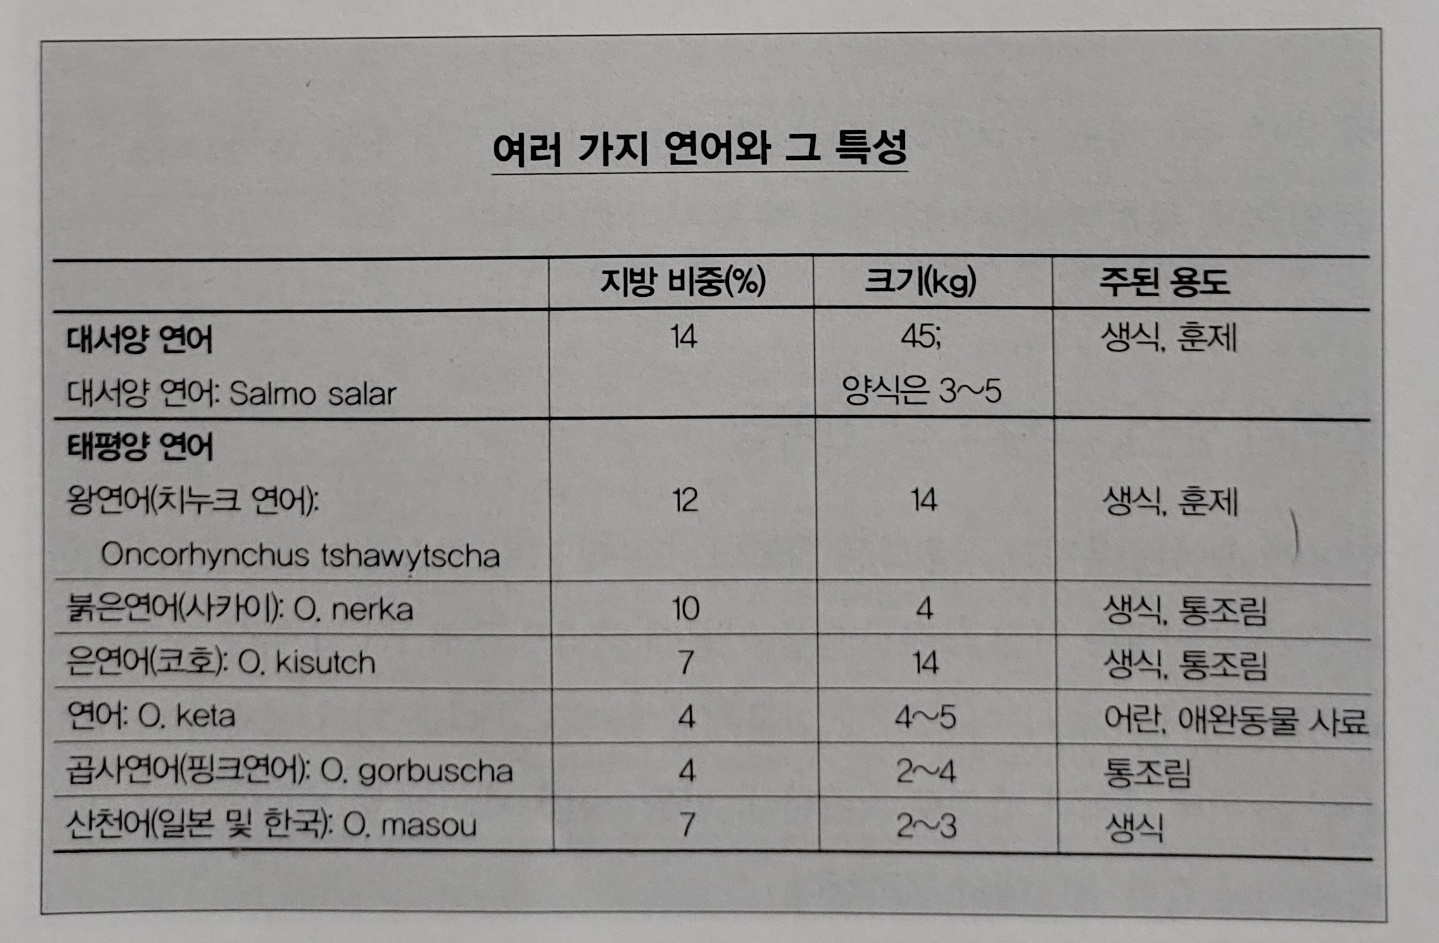 여러 가지 연어와 그 특성
지방 비중(%) 크기(kg) 주된 용도
대서양 연어 14 45; 생식, 훈제
대서양 연어: Salmo salar 양식은 3~5
태평양 연어
왕연어(치누크 연어): 12 14 생식, 훈제
Oncorhynchus tshawytscha
붉은연어(사카이): O. nerka 10 4 생식, 통조림
은연어(코호): O. kisutch 7 14 생식, 통조림
연어: O. keta 4 4~5 어란, 애완동물 사료
곱사연어(핑크연어): O. gorbuscha 4 2~4 통조림
산천어(일본 및 한국): O. masou 7 2~3 생식